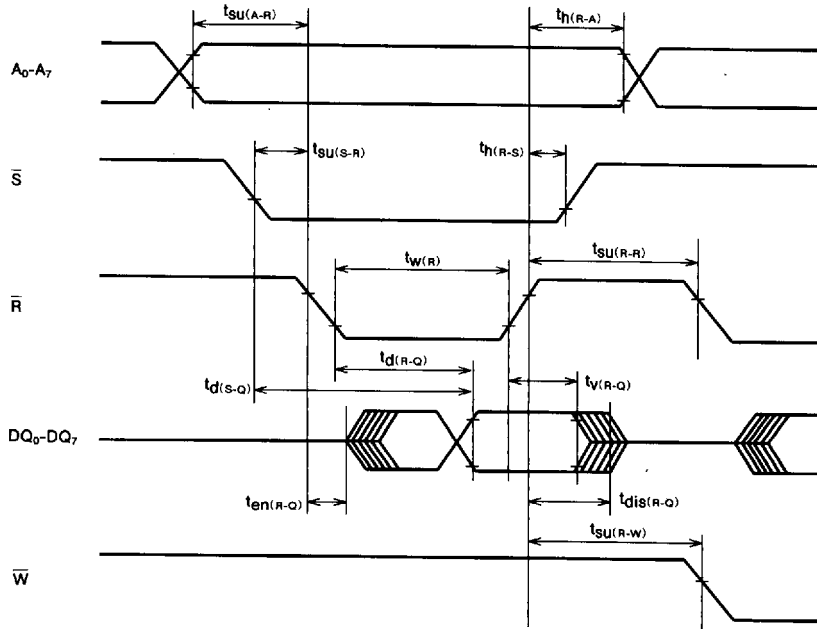 tsu(A-R) th(R-A)
A0-A7
tsu(S-R) th(R-S)
S̅
tw(R) tsu(R-R)
R̅
td(R-Q)
td(S-Q) tv(R-Q)
DQ0-DQ7
ten(R-Q) tdis(R-Q)
tsu(R-W)
W̅